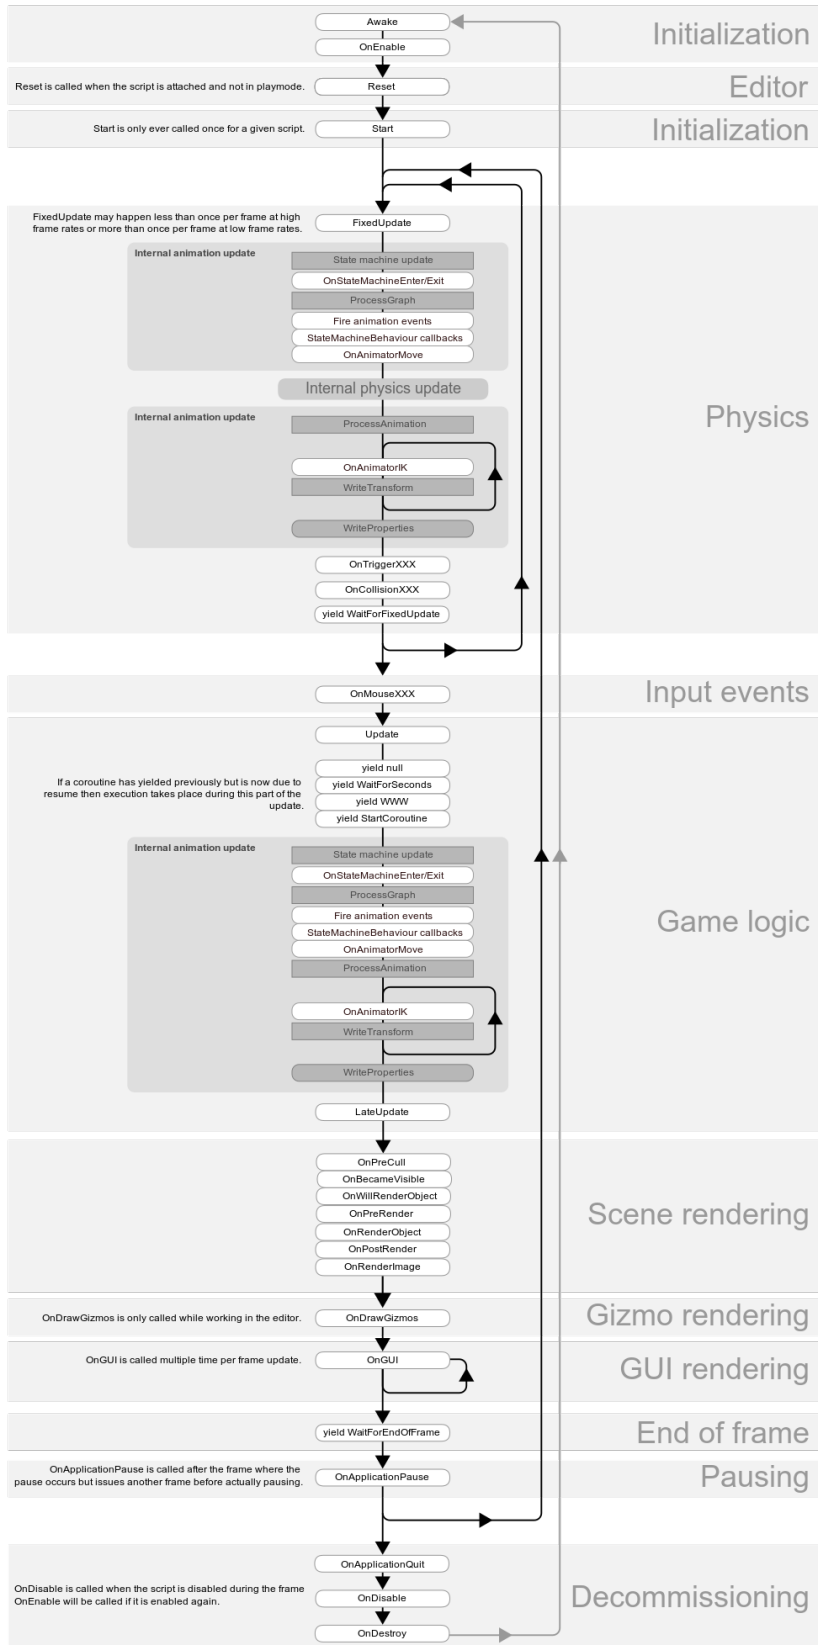 Awake
OnEnable
Initialization
Reset is called when the script is attached and not in playmode.
Reset
Editor
Start is only ever called once for a given script.
Start
Initialization
FixedUpdate may happen less than once per frame at high
frame rates or more than once per frame at low frame rates.
FixedUpdate
Internal animation update
State machine update
OnStateMachineEnter/Exit
ProcessGraph
Fire animation events
StateMachineBehaviour callbacks
OnAnimatorMove
Internal physics update
Physics
Internal animation update
ProcessAnimation
OnAnimatorIK
WriteTransform
WriteProperties
OnTriggerXXX
OnCollisionXXX
yield WaitForFixedUpdate
OnMouseXXX
Input events
Update
yield null
If a coroutine has yielded previously but is now due to
resume then execution takes place during this part of the
update.
yield WaitForSeconds
yield WWW
yield StartCoroutine
Internal animation update
State machine update
OnStateMachineEnter/Exit
ProcessGraph
Fire animation events
StateMachineBehaviour callbacks
OnAnimatorMove
ProcessAnimation
Game logic
OnAnimatorIK
WriteTransform
WriteProperties
LateUpdate
OnPreCull
OnBecameVisible
OnWillRenderObject
OnPreRender
OnRenderObject
OnPostRender
OnRenderImage
Scene rendering
OnDrawGizmos is only called while working in the editor.
OnDrawGizmos
Gizmo rendering
OnGUI is called multiple time per frame update.
OnGUI
GUI rendering
yield WaitForEndOfFrame
End of frame
OnApplicationPause is called after the frame where the
pause occurs but issues another frame before actually pausing.
OnApplicationPause
Pausing
OnApplicationQuit
OnDisable is called when the script is disabled during the frame
OnEnable will be called if it is enabled again.
OnDisable
Decommissioning
OnDestroy